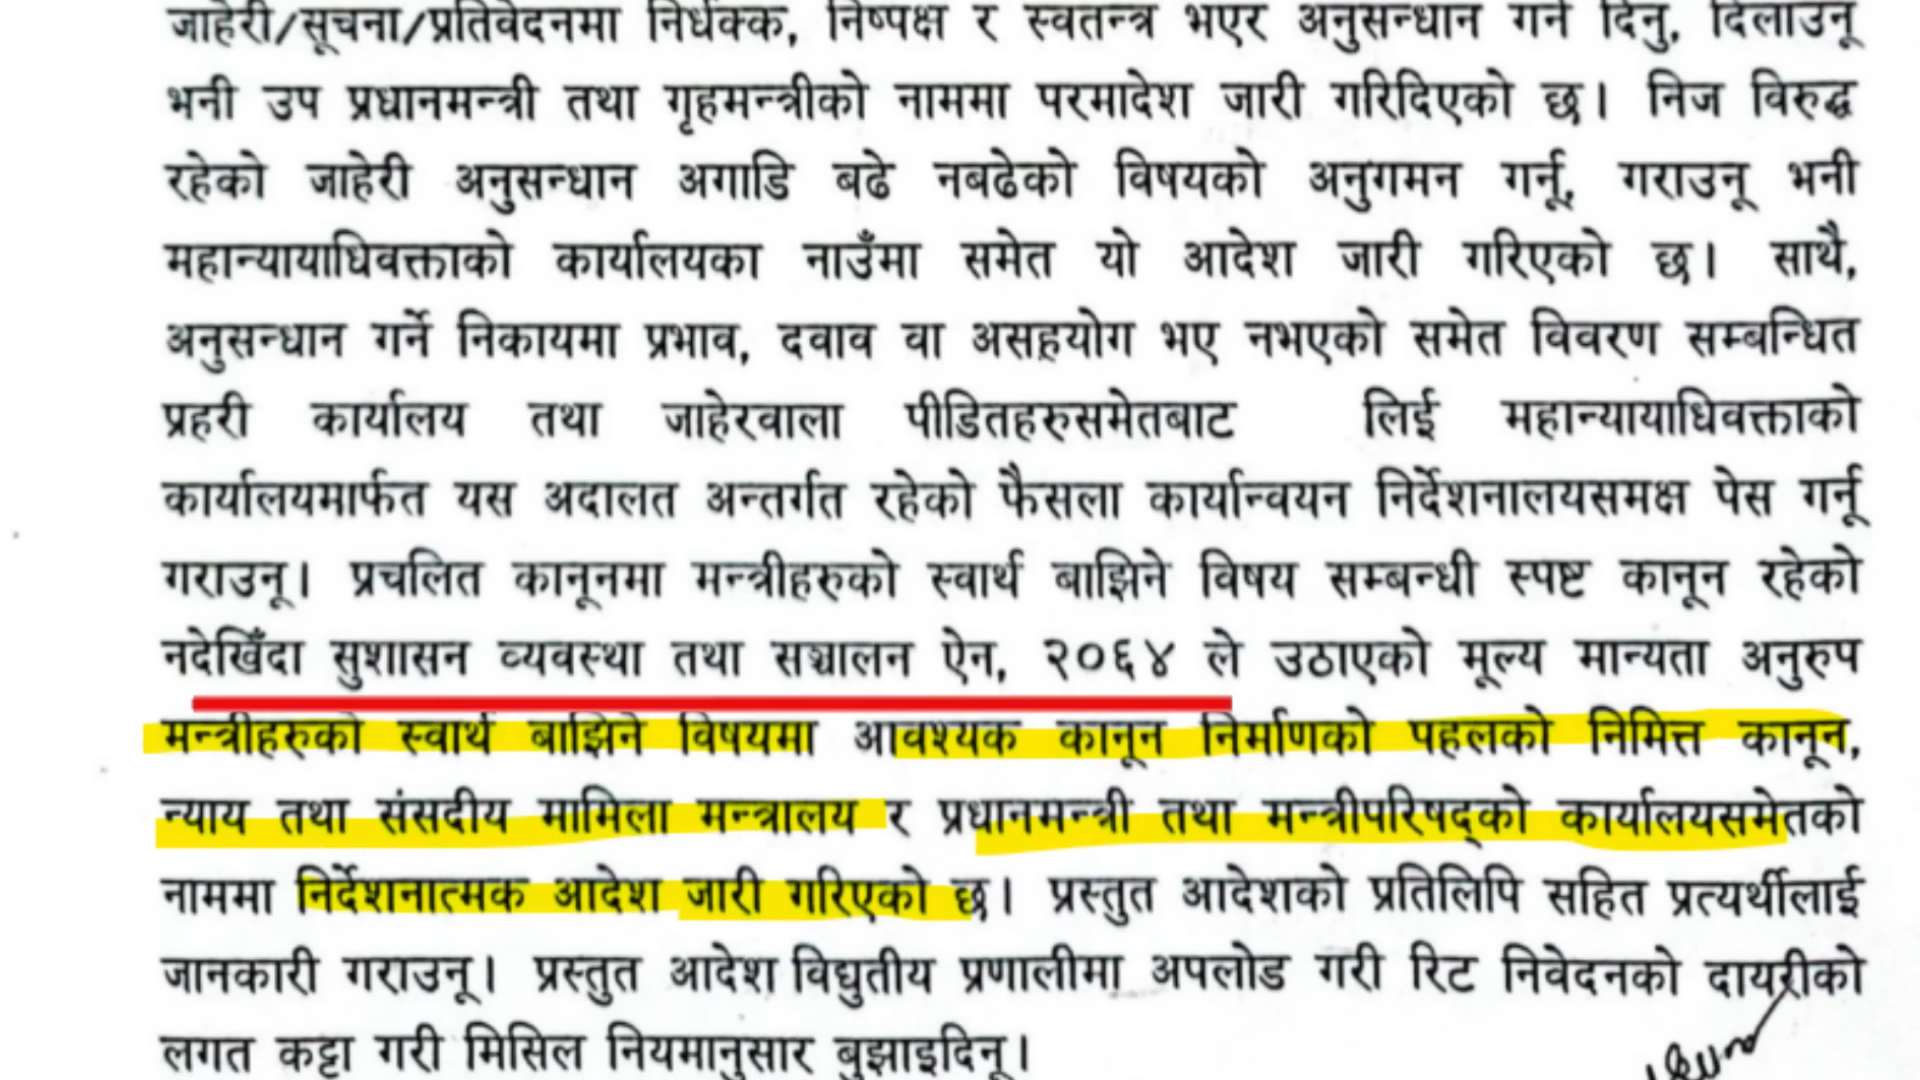 जाहेरी/सूचना/प्रतिवेदनमा निर्धक्क, निष्पक्ष र स्वतन्त्र भएर अनुसन्धान गर्न दिनु, दिलाउनू
भनी उप प्रधानमन्त्री तथा गृहमन्त्रीको नाममा परमादेश जारी गरिदिएको छ। निज विरुद्ध
रहेको जाहेरी अनुसन्धान अगाडि बढे नबढेको विषयको अनुगमन गर्नू, गराउनू भनी
महान्यायाधिवक्ताको कार्यालयका नाउँमा समेत यो आदेश जारी गरिएको छ। साथै,
अनुसन्धान गर्ने निकायमा प्रभाव, दवाव वा असहयोग भए नभएको समेत विवरण सम्बन्धित
प्रहरी कार्यालय तथा जाहेरवाला पीडितहरुसमेतबाट लिई महान्यायाधिवक्ताको
कार्यालयमार्फत यस अदालत अन्तर्गत रहेको फैसला कार्यान्वयन निर्देशनालयसमक्ष पेस गर्नू
गराउनू। प्रचलित कानूनमा मन्त्रीहरुको स्वार्थ बाझिने विषय सम्बन्धी स्पष्ट कानून रहेको
नदेखिँदा सुशासन व्यवस्था तथा सञ्चालन ऐन, २०६४ ले उठाएको मूल्य मान्यता अनुरुप
मन्त्रीहरुको स्वार्थ बाझिने विषयमा आवश्यक कानून निर्माणको पहलको निमित्त कानून,
न्याय तथा संसदीय मामिला मन्त्रालय र प्रधानमन्त्री तथा मन्त्रीपरिषद्को कार्यालयसमेतको
नाममा निर्देशनात्मक आदेश जारी गरिएको छ। प्रस्तुत आदेशको प्रतिलिपि सहित प्रत्यर्थीलाई
जानकारी गराउनू। प्रस्तुत आदेश विद्युतीय प्रणालीमा अपलोड गरी रिट निवेदनको दायरीको
लगत कट्टा गरी मिसिल नियमानुसार बुझाइदिनू।